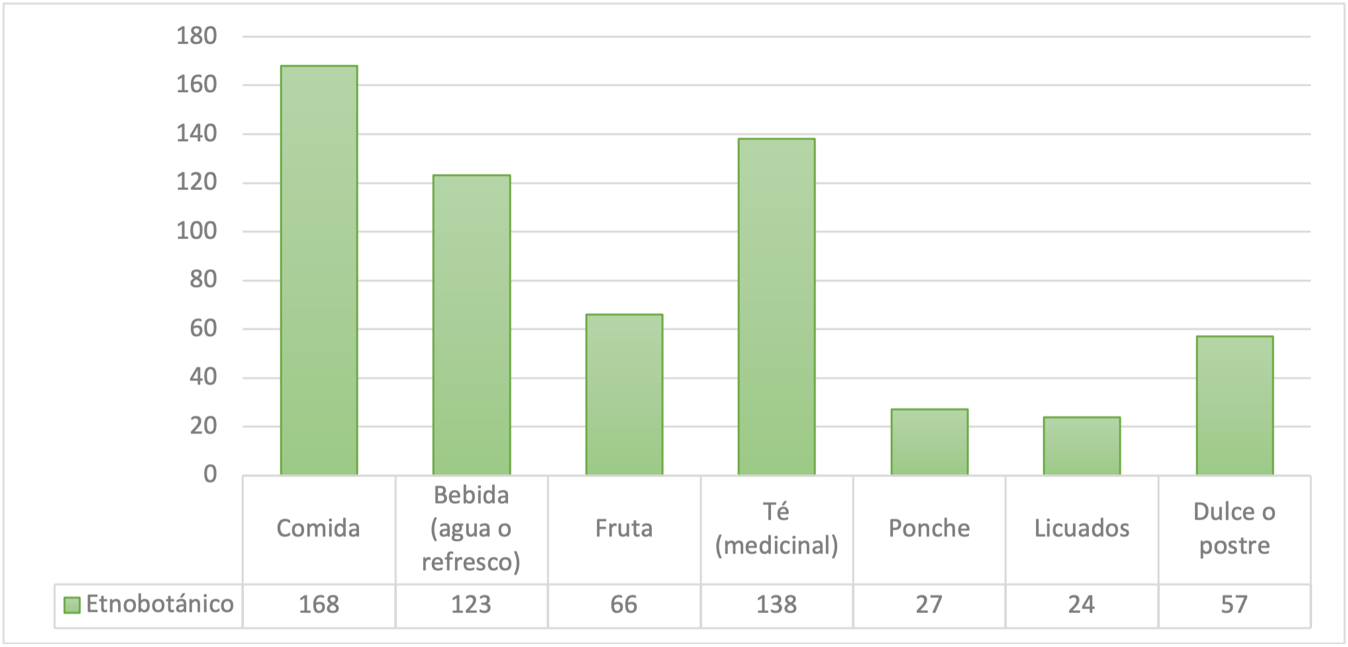 180
160
140
120
100
80
60
40
20
0
Comida
Bebida
(agua o
refresco)
Fruta
Té
(medicinal)
Ponche
Licuados
Dulce o
postre
Etnobotánico 168 123 66 138 27 24 57